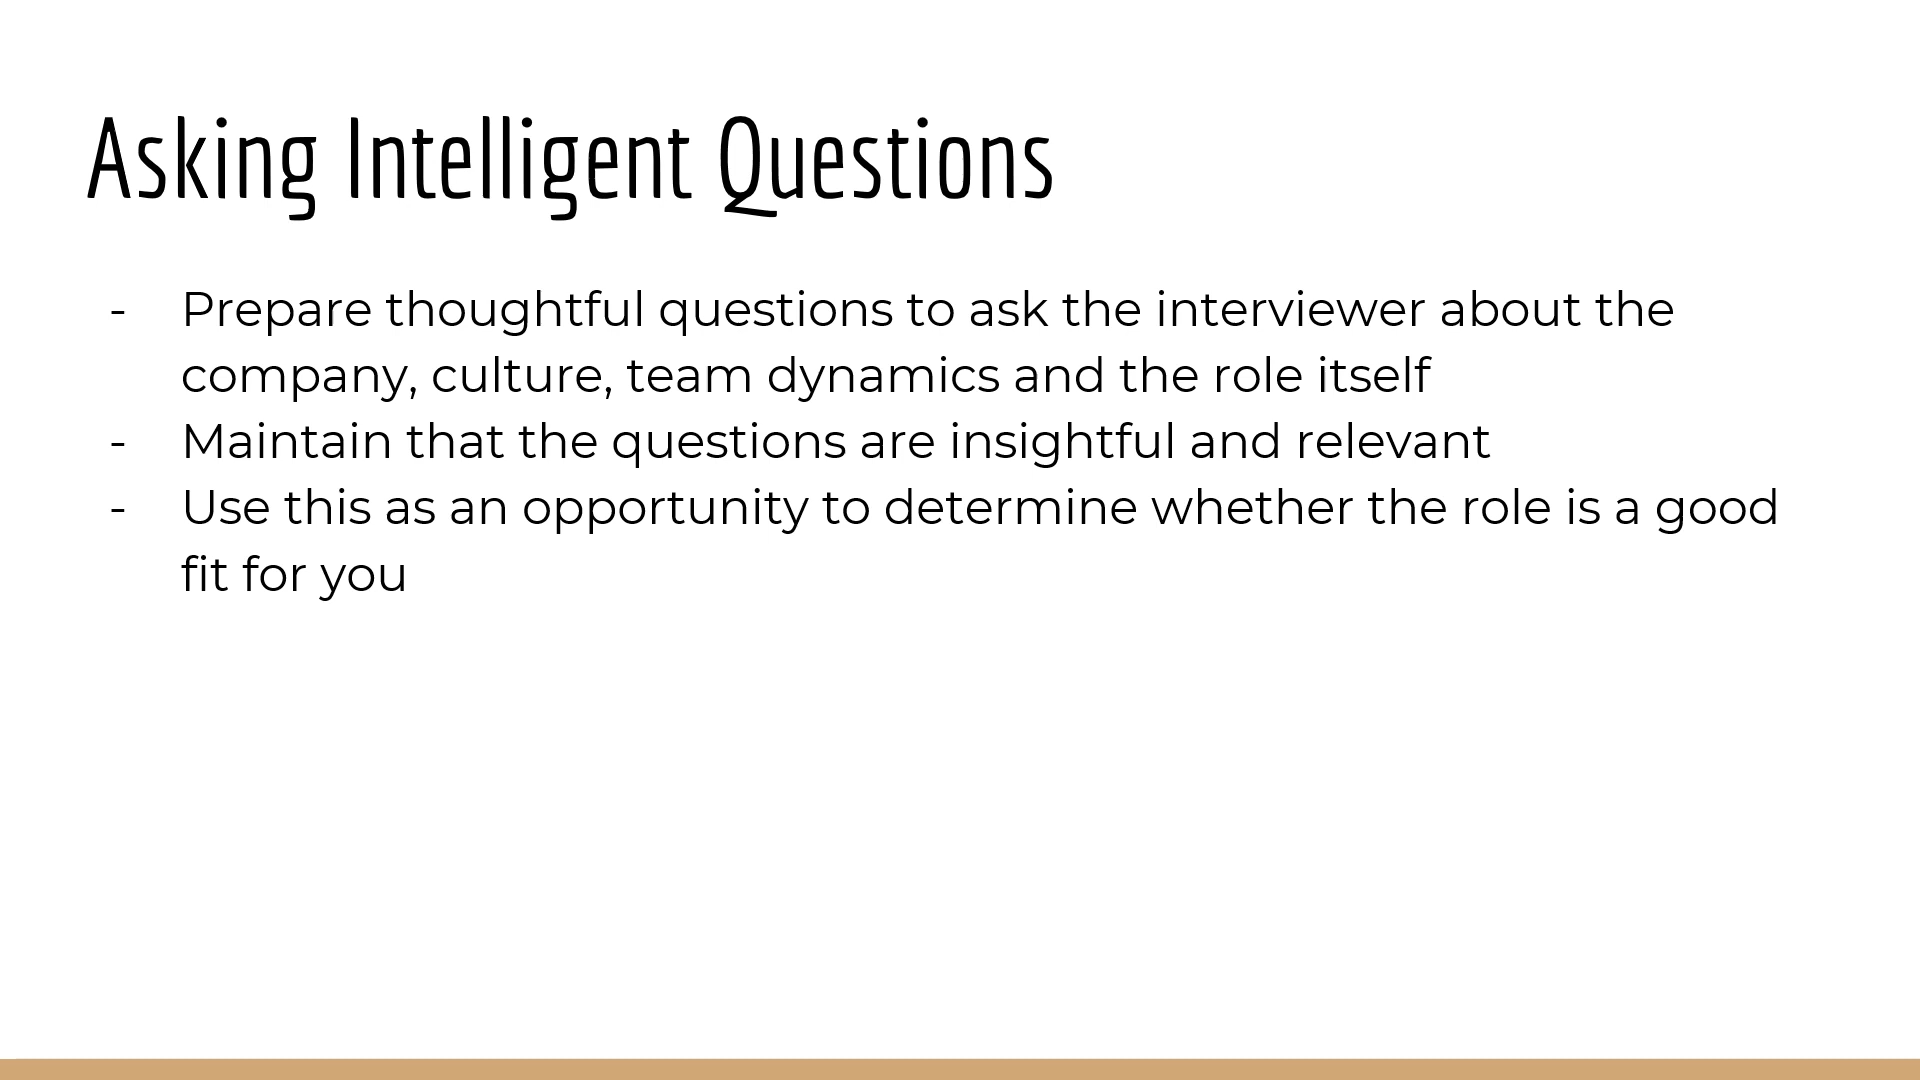 Asking Intelligent Questions
- Prepare thoughtful questions to ask the interviewer about the
company, culture, team dynamics and the role itself
- Maintain that the questions are insightful and relevant
- Use this as an opportunity to determine whether the role is a good
fit for you